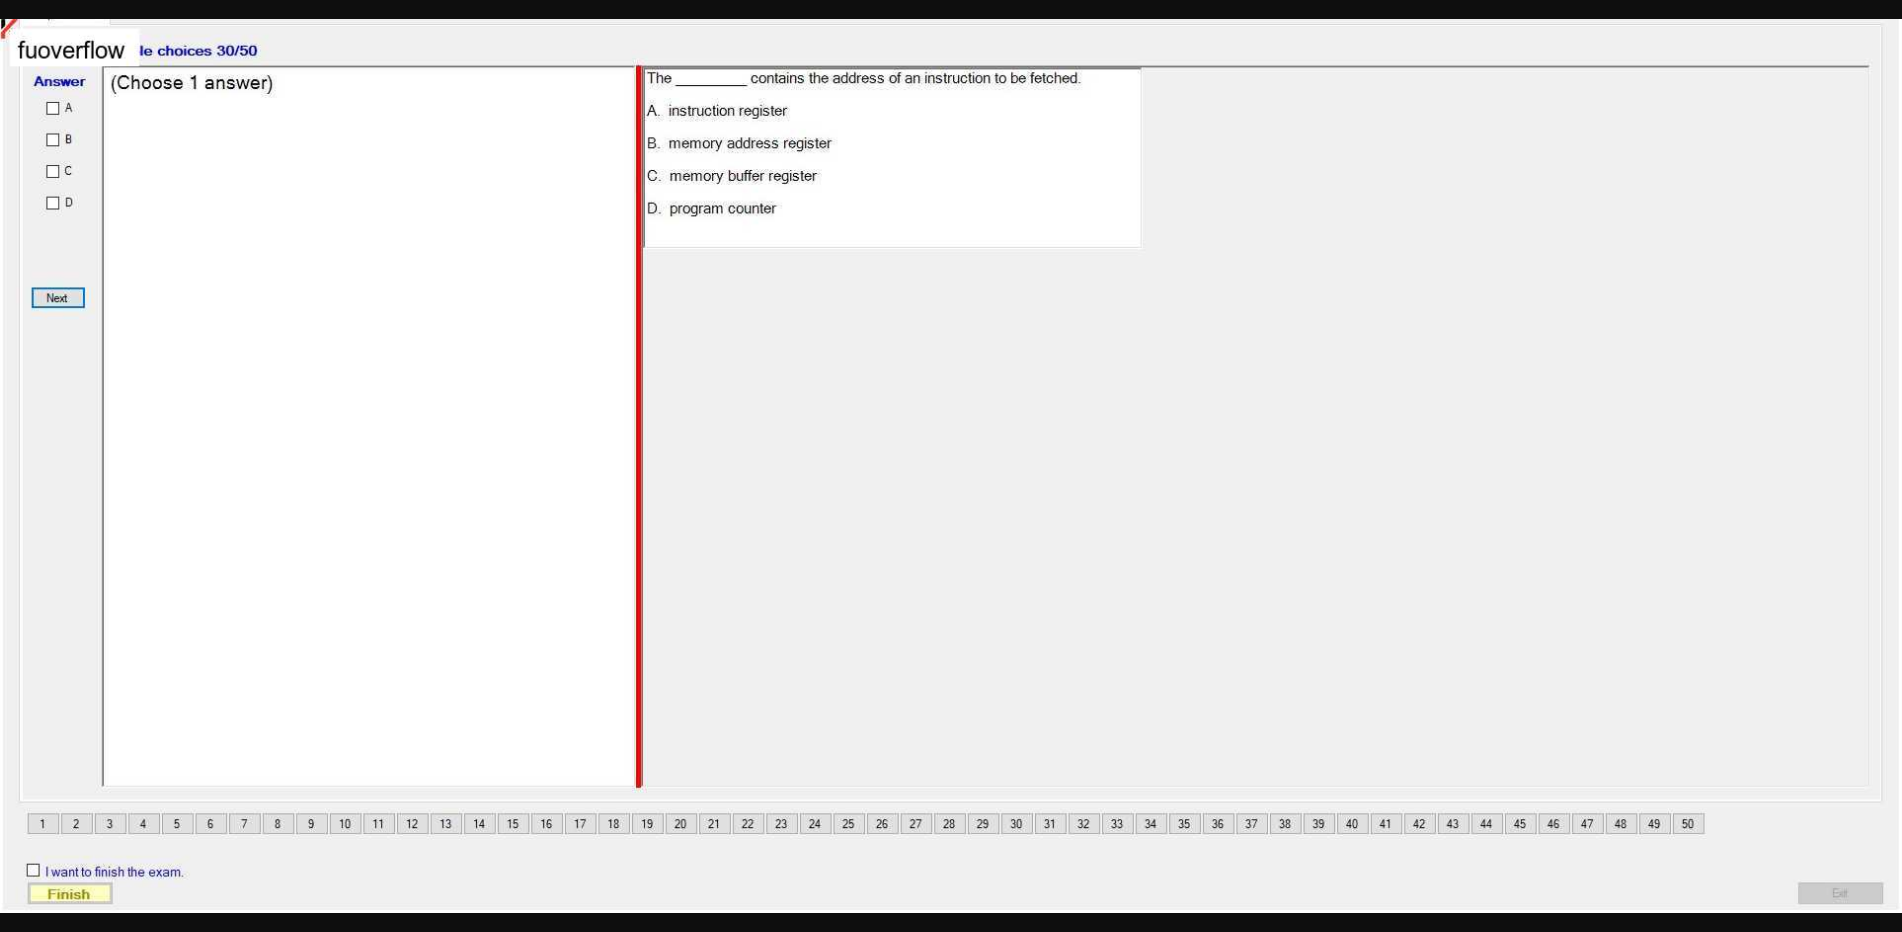 fuoverflow
le choices 30/50
Answer
A
B
C
D
Next
(Choose 1 answer)
The _________ contains the address of an instruction to be fetched.
A. instruction register
B. memory address register
C. memory buffer register
D. program counter
1 2 3 4 5 6 7 8 9 10 11 12 13 14 15 16 17 18 19 20 21 22 23 24 25 26 27 28 29 30 31 32 33 34 35 36 37 38 39 40 41 42 43 44 45 46 47 48 49 50
I want to finish the exam.
Finish
Exit